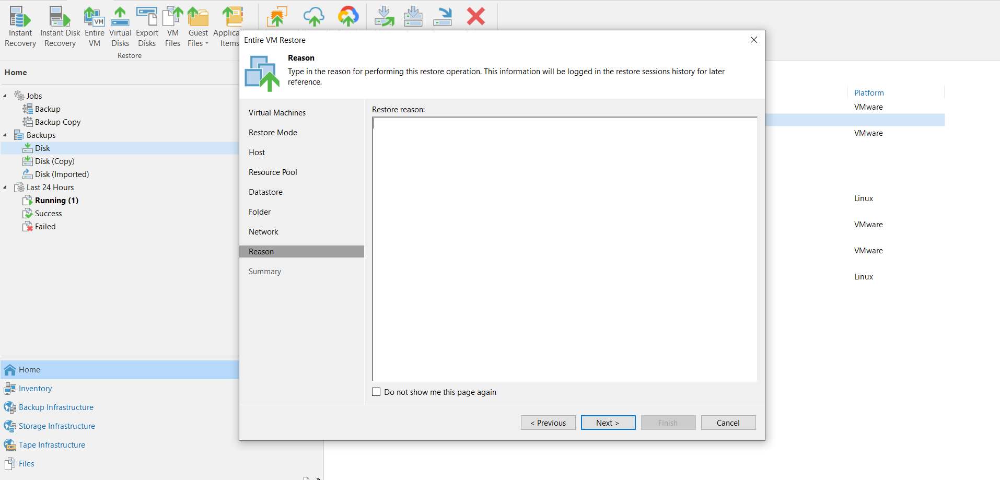 Instant Recovery
Instant Disk Recovery
Entire VM
Virtual Disks
Export Disks
VM Files
Guest Files
Items
Restore
Home
Jobs
Backup
Backup Copy
Backups
Disk
Disk (Copy)
Disk (Imported)
Last 24 Hours
Running (1)
Success
Failed
Home
Inventory
Backup Infrastructure
Storage Infrastructure
Tape Infrastructure
Files
Entire VM Restore
Reason
Type in the reason for performing this restore operation. This information will be logged in the restore sessions history for later
reference.
Virtual Machines
Restore Mode
Host
Resource Pool
Datastore
Folder
Network
Reason
Summary
Restore reason:
Do not show me this page again
< Previous
Next >
Finish
Cancel
Platform
VMware
VMware
Linux
VMware
VMware
Linux